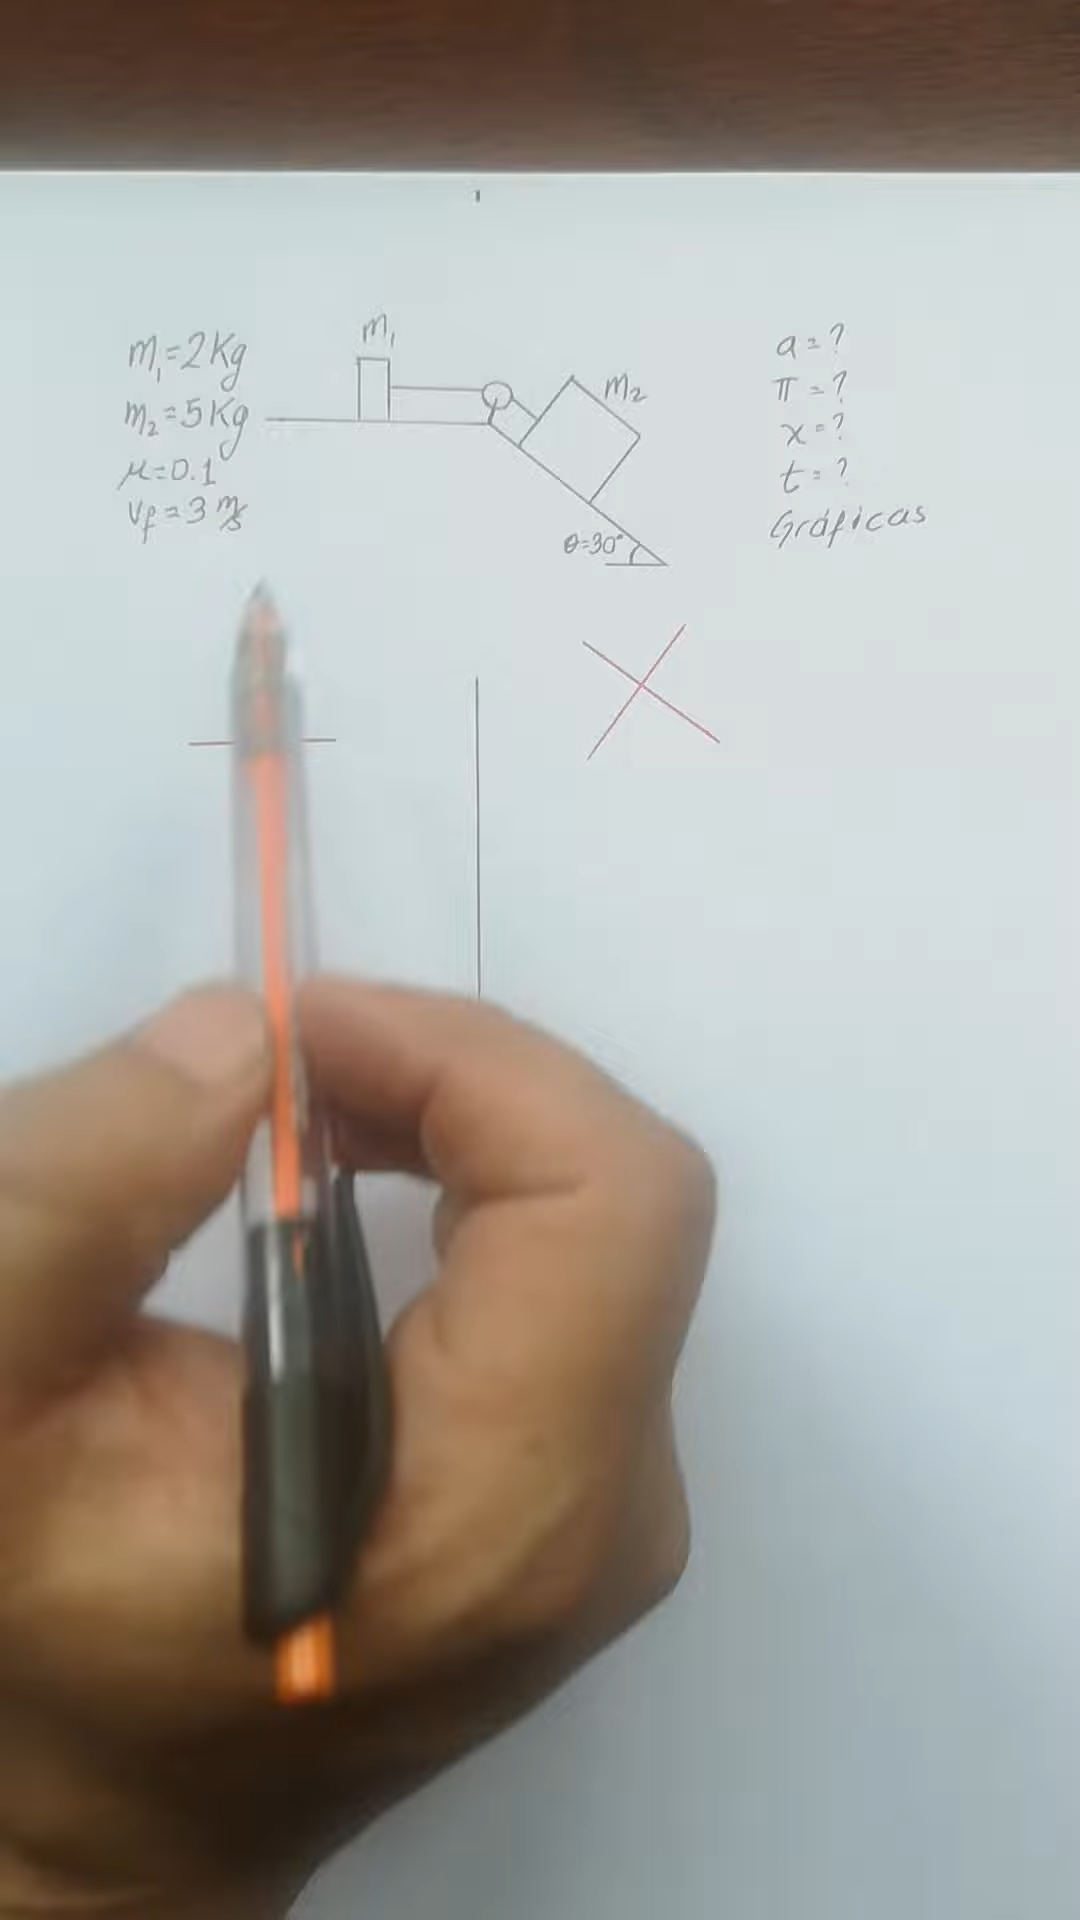 m₁=2Kg
m₂=5Kg
μ=0.1
vf=3 m/s
m₁
m₂
θ=30°
a=?
π=?
x=?
t=?
Gráficas